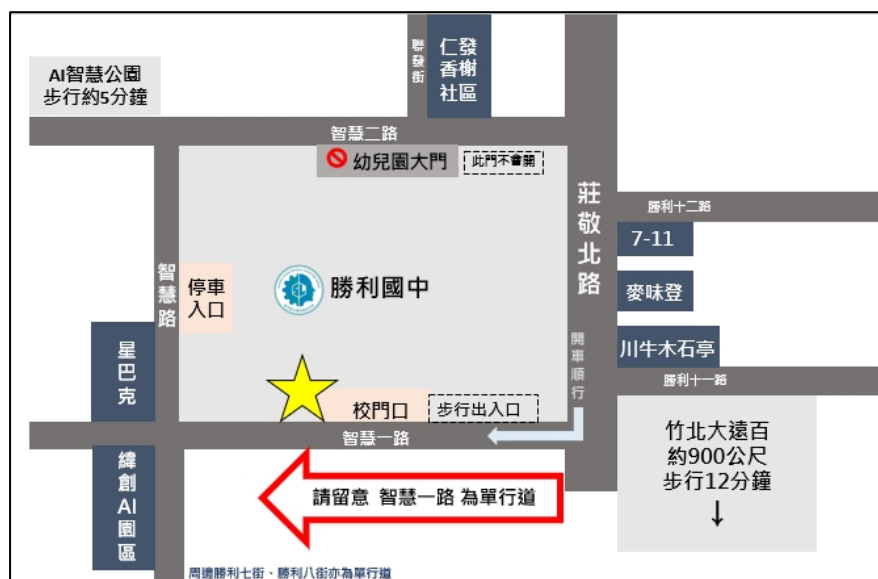 AI智慧公園
步行約5分鐘
聯發街
仁發
香榭
社區
智慧二路
幼兒園大門
此門不會開
莊敬北路
勝利十二路
7-11
麥味登
川牛木石亭
勝利十一路
智慧路
停車
入口
勝利國中
開車順行
星巴克
校門口
步行出入口
智慧一路
竹北大遠百
約900公尺
步行12分鐘
↓
緯創AI園區
請留意 智慧一路 為單行道
周邊勝利七街、勝利八街亦為單行道